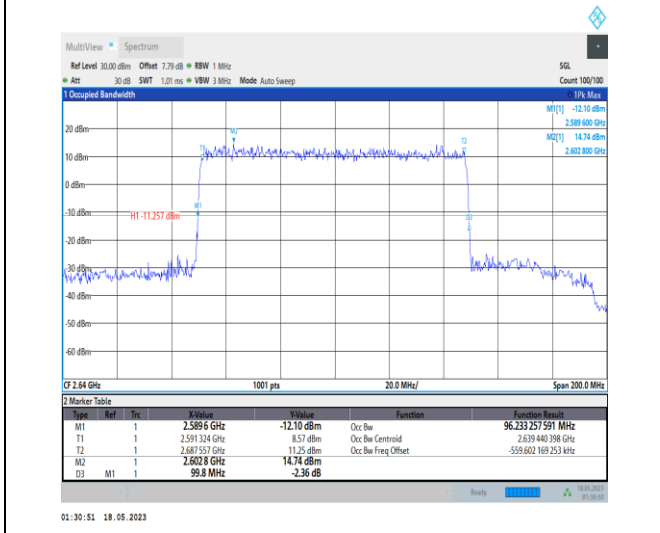 MultiView Spectrum
Ref Level 30.00 dBm Offset 7.79 dB RBW 1 MHz SGL
Att 30 dB SWT 1.01 ms VBW 3 MHz Mode Auto Sweep Count 100/100
1 Occupied Bandwidth 1Pk Max
M1[1] -12.10 dBm
2.589 600 GHz
M2[1] 14.74 dBm
2.602 800 GHz
20 dBm
M2
T1
T2
10 dBm
0 dBm
M1
-10 dBm
H1 -11.257 dBm
D3
-20 dBm
-30 dBm
-40 dBm
-50 dBm
-60 dBm
CF 2.64 GHz 1001 pts 20.0 MHz/ Span 200.0 MHz
2 Marker Table
Type Ref Trc X-Value Y-Value Function Function Result
M1 1 2.589 6 GHz -12.10 dBm Occ Bw 96.233 257 591 MHz
T1 1 2.591 324 GHz 8.57 dBm Occ Bw Centroid 2.639 440 398 GHz
T2 1 2.687 557 GHz 11.25 dBm Occ Bw Freq Offset -559.602 169 253 kHz
M2 1 2.602 8 GHz 14.74 dBm
D3 M1 1 99.8 MHz -2.36 dB
Ready 18.05.2023
01:30:50
01:30:51 18.05.2023